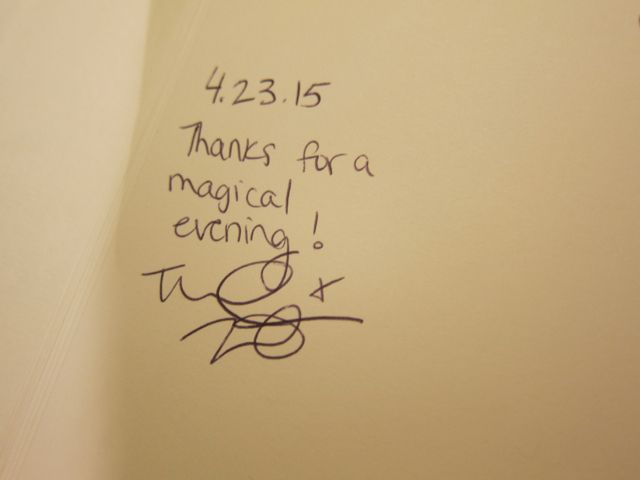 4.23.15
Thanks for a
magical
evening!